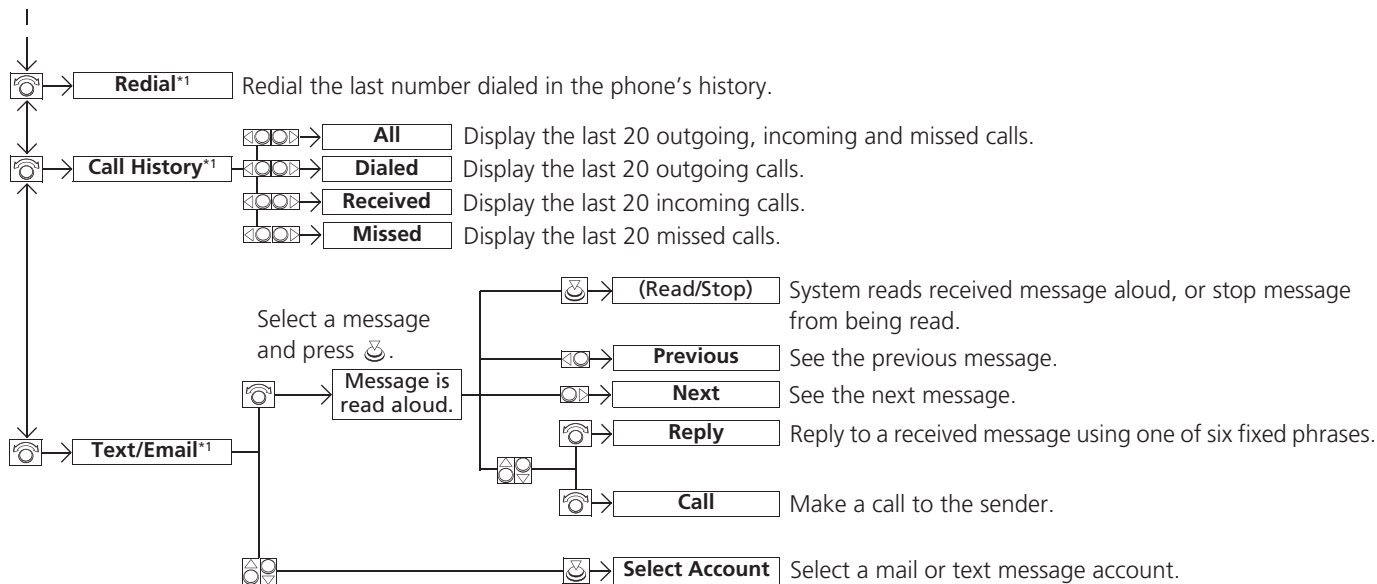 Redial*1 Redial the last number dialed in the phone's history.
All Display the last 20 outgoing, incoming and missed calls.
Call History*1 Dialed Display the last 20 outgoing calls.
Received Display the last 20 incoming calls.
Missed Display the last 20 missed calls.
(Read/Stop) System reads received message aloud, or stop message
from being read.
Select a message
and press .
Previous See the previous message.
Message is
read aloud.
Next See the next message.
Reply Reply to a received message using one of six fixed phrases.
Text/Email*1
Call Make a call to the sender.
Select Account Select a mail or text message account.